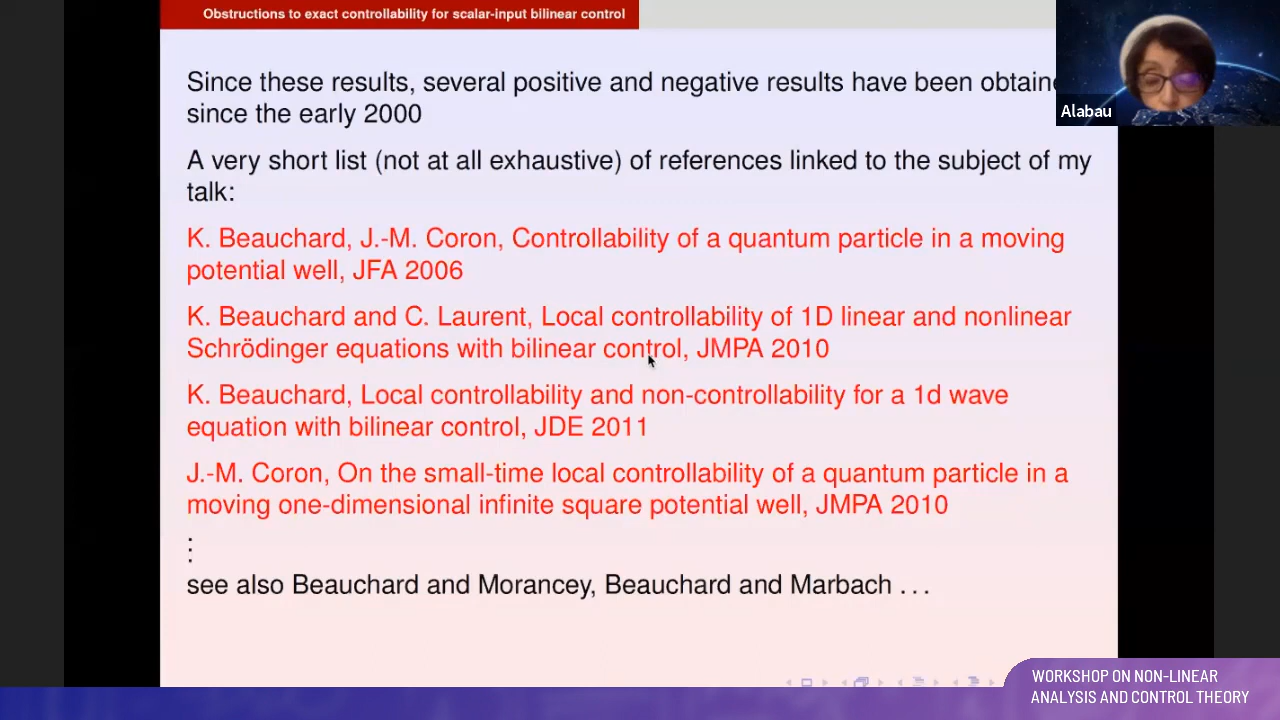 Obstructions to exact controllability for scalar-input bilinear control
Since these results, several positive and negative results have been obtaine
since the early 2000
A very short list (not at all exhaustive) of references linked to the subject of my
talk:
K. Beauchard, J.-M. Coron, Controllability of a quantum particle in a moving
potential well, JFA 2006
K. Beauchard and C. Laurent, Local controllability of 1D linear and nonlinear
Schrödinger equations with bilinear control, JMPA 2010
K. Beauchard, Local controllability and non-controllability for a 1d wave
equation with bilinear control, JDE 2011
J.-M. Coron, On the small-time local controllability of a quantum particle in a
moving one-dimensional infinite square potential well, JMPA 2010
⋮
see also Beauchard and Morancey, Beauchard and Marbach . . .
Alabau
WORKSHOP ON NON-LINEAR
ANALYSIS AND CONTROL THEORY